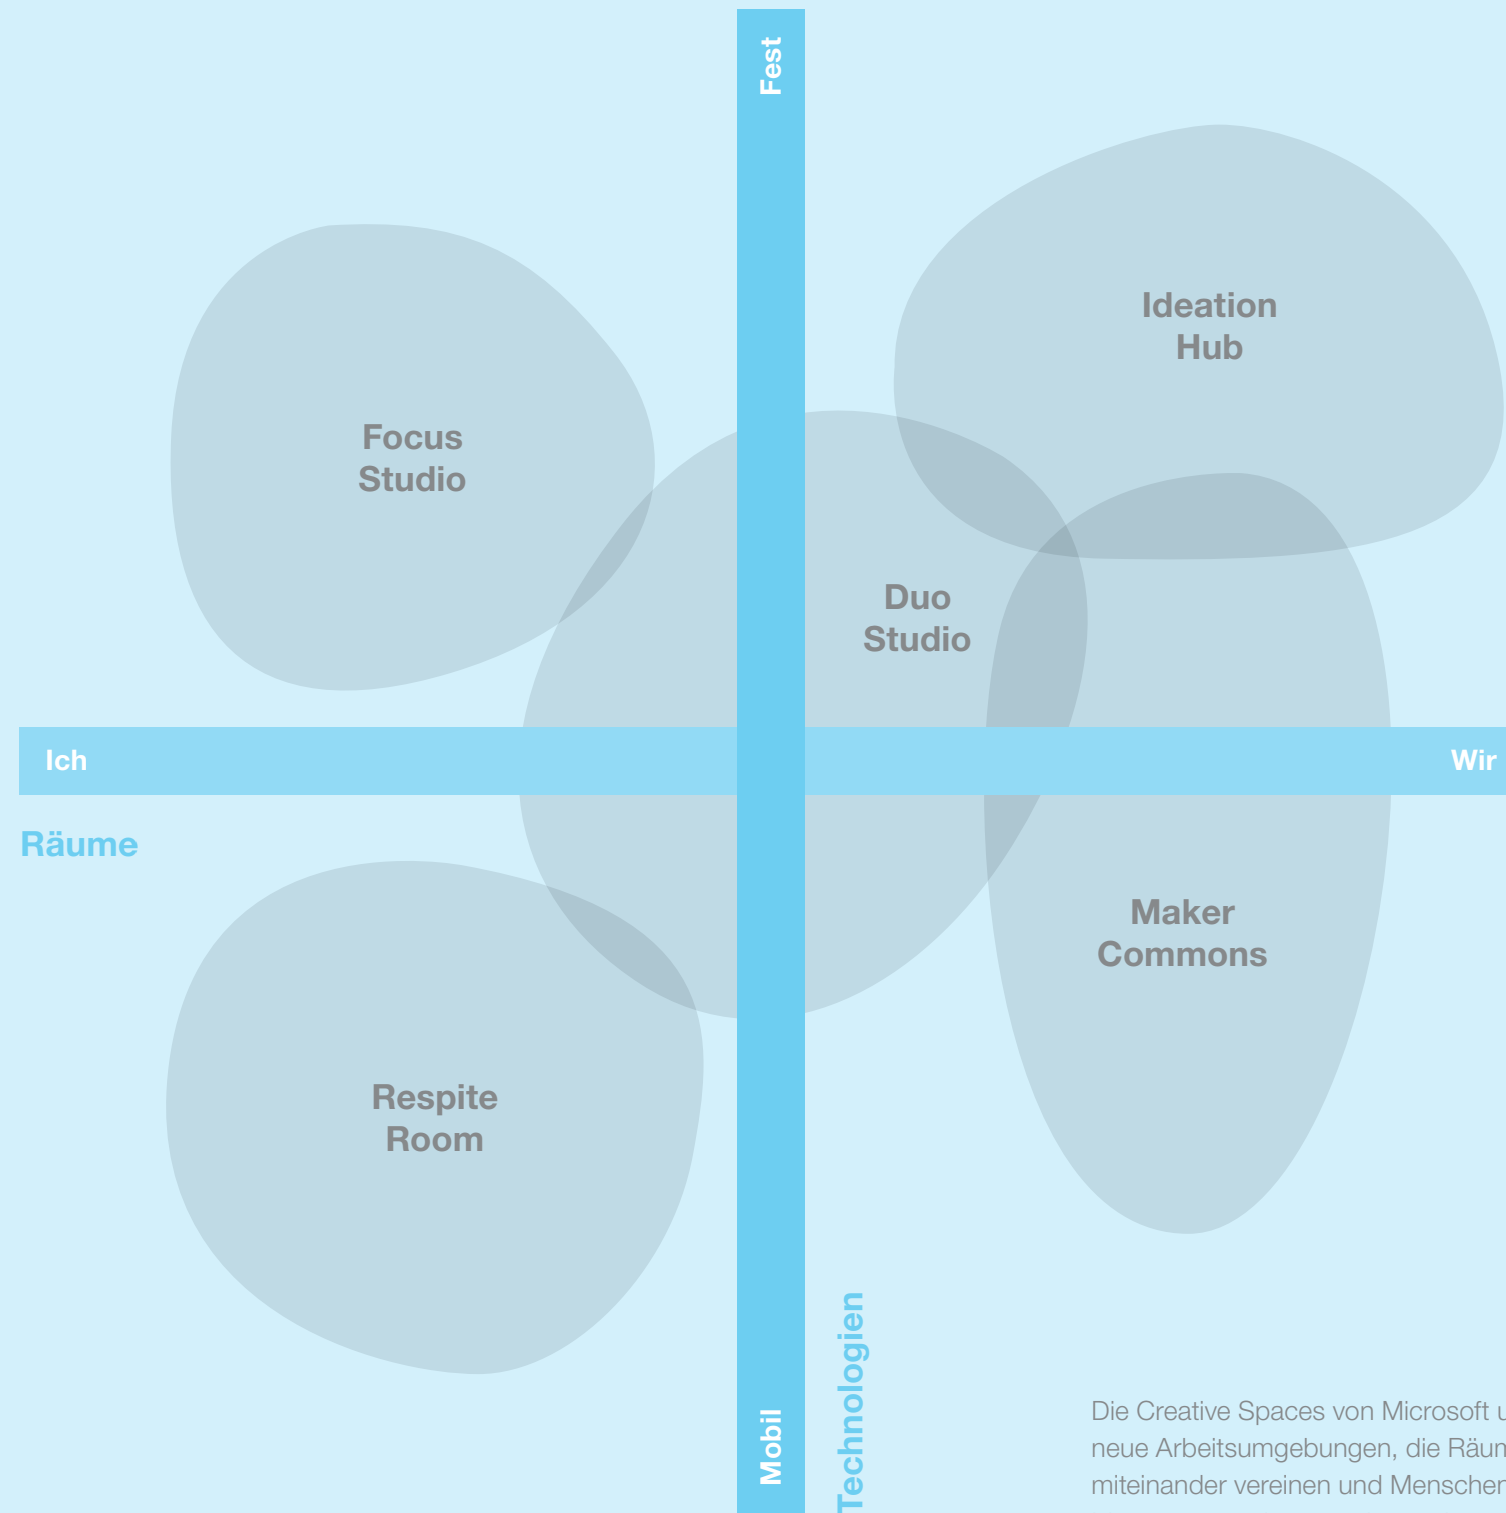 Fest
Ideation
Hub
Focus
Studio
Duo
Studio
Ich
Wir
Räume
Maker
Commons
Respite
Room
Technologien
Mobil
Die Creative Spaces von Microsoft
neue Arbeitsumgebungen, die
miteinander vereinen und Menschen